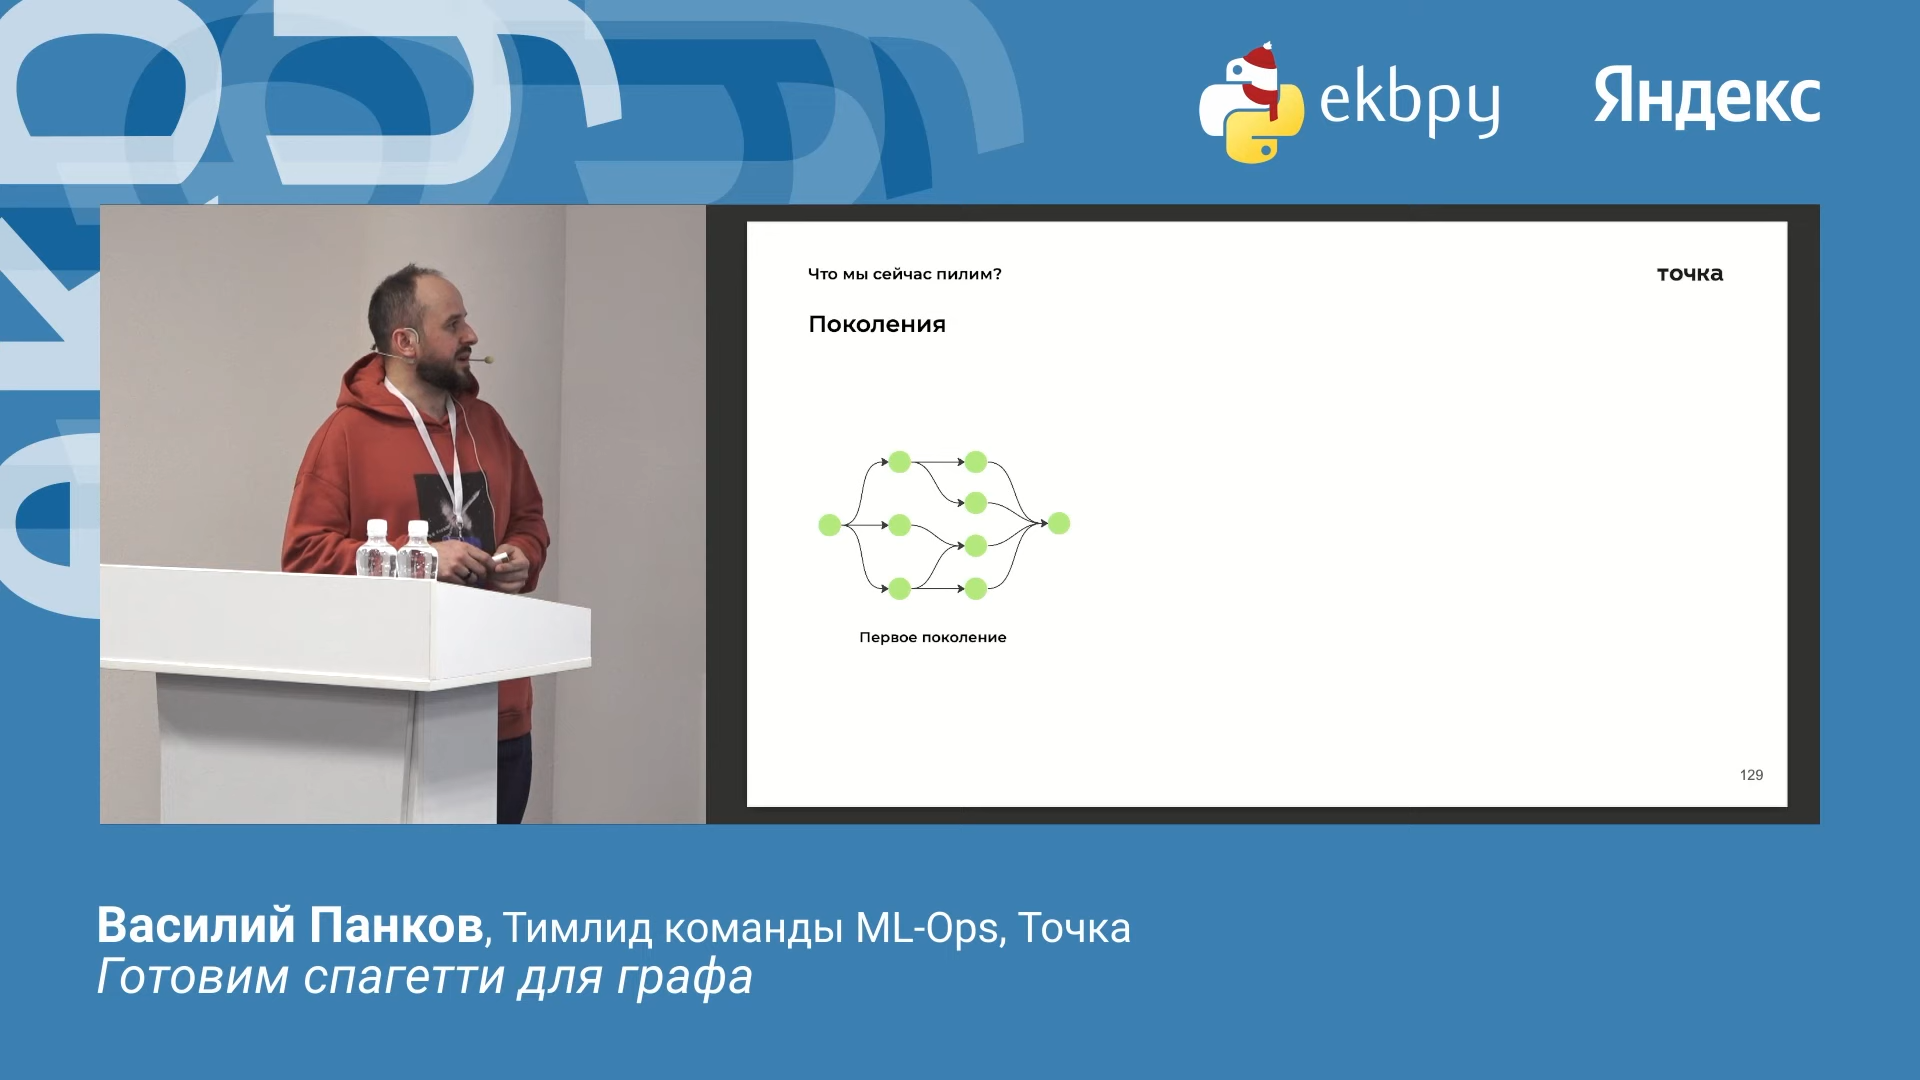 ekbpy
Яндекс
Что мы сейчас пилим?
точка
Поколения
Первое поколение
129
Василий Панков, Тимлид команды ML-Ops, Точка
Готовим спагетти для графа